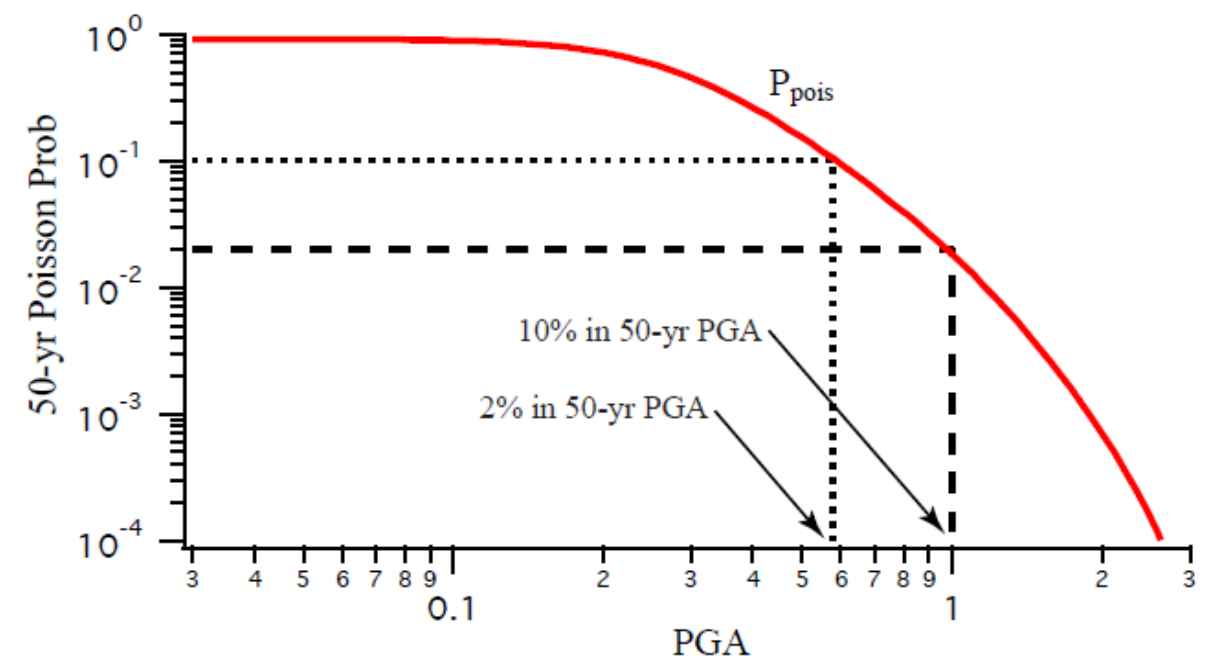 10^0
P_pois
10^-1
10^-2
10^-3
10^-4
50-yr Poisson Prob
10% in 50-yr PGA
2% in 50-yr PGA
3 4 5 6 7 8 9 2 3 4 5 6 7 8 9 2 3
0.1 1
PGA